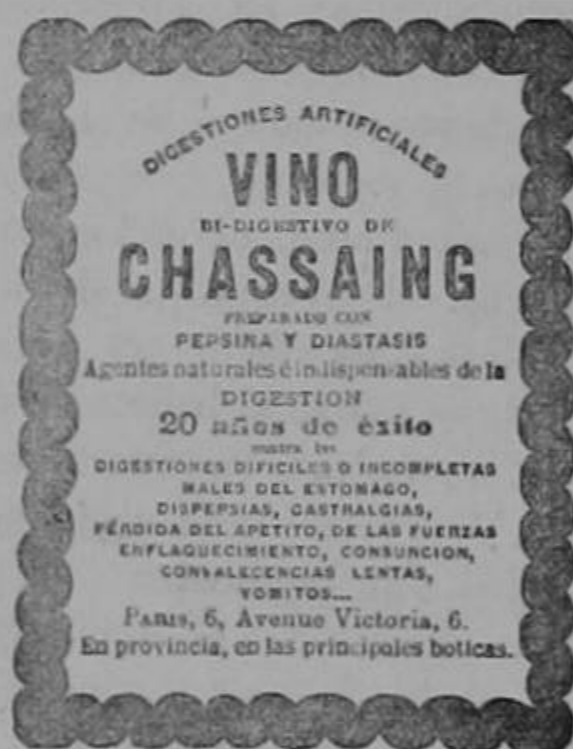 DIGESTIONES ARTIFICIALES
VINO
BI-DIGESTIVO DE
CHASSAING
PREPARADO CON
PEPSINA Y DIASTASIS
Agentes naturales é indispensables de la
DIGESTION
20 años de éxito
contra las
DIGESTIONES DIFICILES O INCOMPLETAS
MALES DEL ESTOMAGO,
DISPEPSIAS, GASTRALGIAS,
PÉRDIDA DEL APETITO, DE LAS FUERZAS
ENFLAQUECIMIENTO, CONSUNCION,
CONVALECENCIAS LENTAS,
VOMITOS...
PARIS, 6, Avenue Victoria, 6.
En provincia, en las principales boticas.